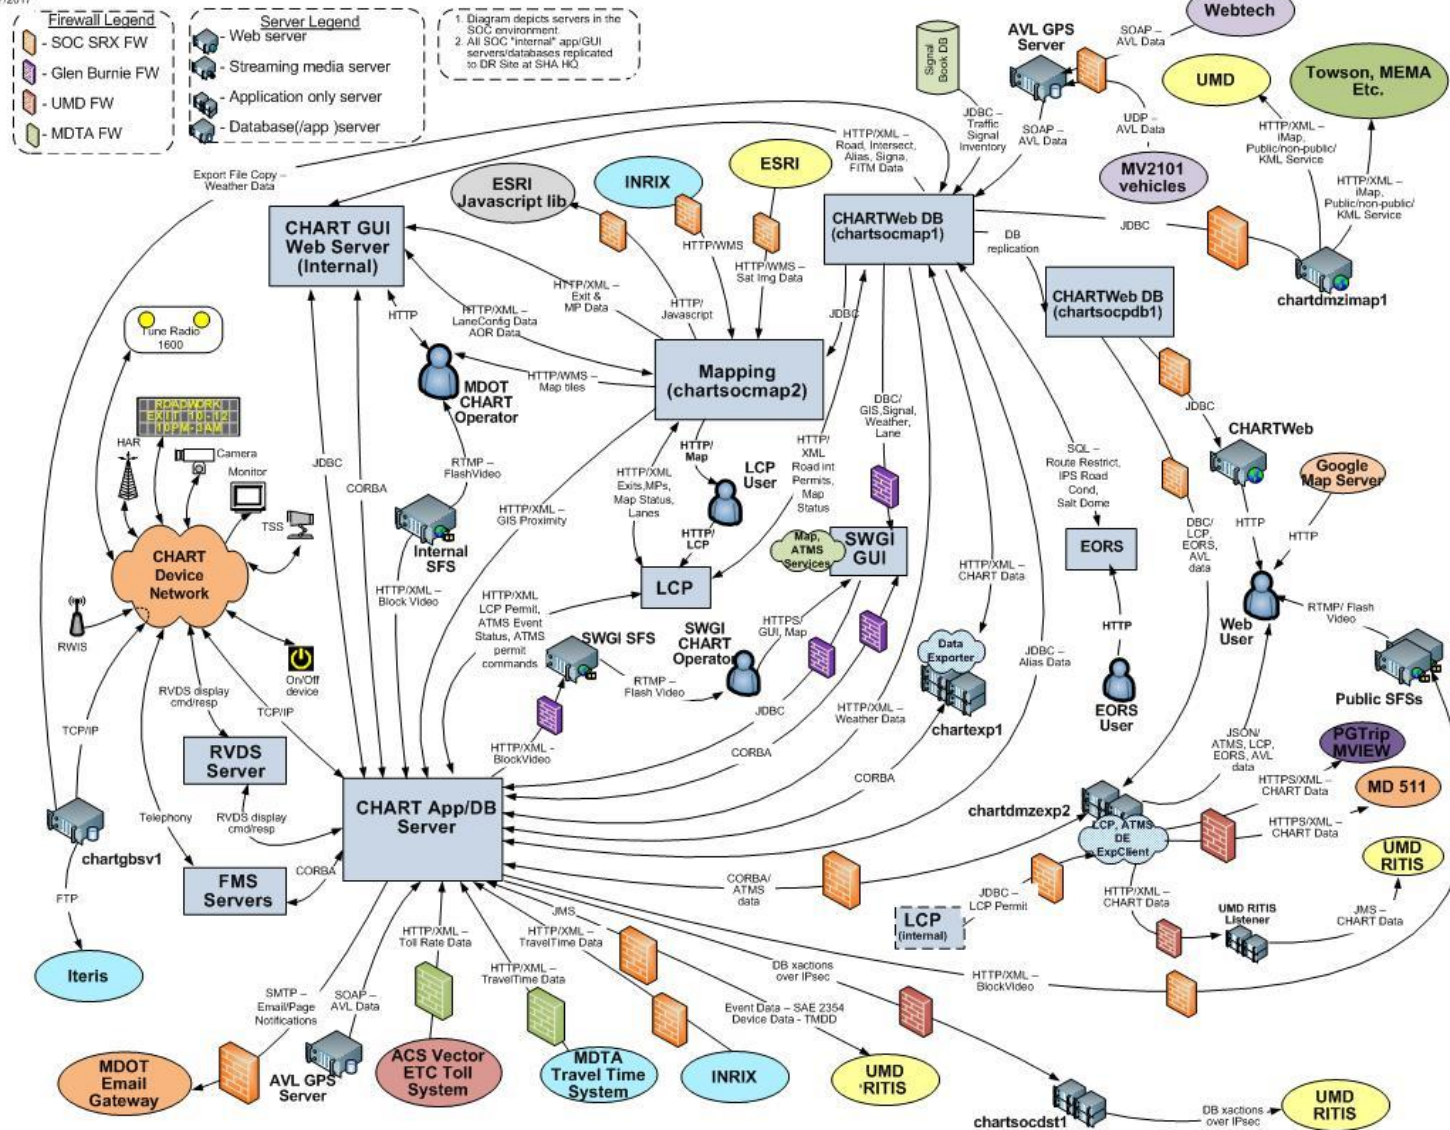 /2017
Firewall Legend
- SOC SRX FW
- Glen Burnie FW
- UMD FW
- MDTA FW
Server Legend
- Web server
- Streaming media server
- Application only server
- Database(/app )server
1. Diagram depicts servers in the
SOC environment
2. All SOC "internal" app/GUI
servers/databases replicated
to DR Site at SHA HQ
Signal
Book DB
AVL GPS
Server
Webtech
SOAP –
AVL Data
UMD
Towson, MEMA
Etc.
JDBC –
Traffic
Signal
Inventory
SOAP –
AVL Data
UDP –
AVL Data
MV2101
vehicles
HTTP/XML –
iMap,
Public/non-public/
KML Service
HTTP/XML –
iMap,
Public/non-public/
KML Service
Export File Copy –
Weather Data
HTTP/XML –
Road, Intersect,
Alias, Signa,
FITM Data
ESRI
Javascript lib
INRIX
ESRI
CHART GUI
Web Server
(Internal)
CHARTWeb DB
(chartsocmap1)
JDBC
DB
replication
HTTP/WMS
HTTP/WMS –
Sat Img Data
chartdmzimap1
CHARTWeb DB
(chartsocpdb1)
HTTP/XML –
Exit &
MP Data
HTTP/
Javascript
HTTP
HTTP/XML –
LaneConfig Data
AOR Data
JDBC
Tune Radio
1600
Mapping
(chartsocmap2)
HTTP/WMS –
Map tiles
MDOT
CHART
Operator
ROADWORK
EXIT 10-12
10PM-3AM
HAR
Camera
Monitor
TSS
JDBC
CORBA
RTMP –
FlashVideo
HTTP/
Map
HTTP/XML
Exits,MPs,
Map Status,
Lanes
LCP
User
HTTP/
XML
Road int
Permits,
Map
Status
DBC/
GIS,Signal,
Weather,
Lane
SQL –
Route Restrict,
IPS Road
Cond,
Salt Dome
JDBC
CHARTWeb
Google
Map Server
HTTP/XML –
GIS Proximity
Internal
SFS
HTTP/
LCP
Map,
ATMS
Services
SWGI
GUI
EORS
DBC/
LCP,
EORS,
AVL
data
HTTP
HTTP
CHART
Device
Network
HTTP/XML –
Block Video
LCP
HTTP/XML –
CHART Data
HTTP/XML
LCP Permit,
ATMS Event
Status, ATMS
permit
commands
SWGI SFS
SWGI
CHART
Operator
HTTPS/
GUI, Map
Data
Exporter
HTTP
Web
User
RTMP/ Flash
Video
RWIS
On/Off
device
RTMP –
Flash Video
JDBC –
Alias Data
EORS
User
Public SFSs
RVDS display
cmd/resp
TCP/IP
TCP/IP
JDBC
HTTP/XML –
Weather Data
chartexp1
RVDS
Server
HTTP/XML -
BlockVideo
CORBA
CORBA
JSON/
ATMS, LCP,
EORS, AVL
data
PGTrip
MVIEW
HTTPS/XML –
CHART Data
MD 511
CHART App/DB
Server
chartdmzexp2
Telephony
RVDS display
cmd/resp
LCP, ATMS
DE
ExpClient
HTTPS/XML –
CHART Data
chartgbsv1
UMD
RITIS
FMS
Servers
CORBA
CORBA/
ATMS
data
JDBC –
LCP Permit
HTTP/XML –
CHART Data
FTP
LCP
(internal)
UMD RITIS
Listener
JMS –
CHART Data
JMS
HTTP/XML –
Toll Rate Data
HTTP/XML –
TravelTime Data
Iteris
HTTP/XML –
TravelTime Data
DB xactions
over IPsec
HTTP/XML –
BlockVideo
SMTP –
Email/Page
Notifications
SOAP –
AVL Data
Event Data – SAE 2354
Device Data - TMDD
MDOT
Email
Gateway
AVL GPS
Server
ACS Vector
ETC Toll
System
MDTA
Travel Time
System
INRIX
UMD
RITIS
chartsocdst1
DB xactions
over IPsec
UMD
RITIS